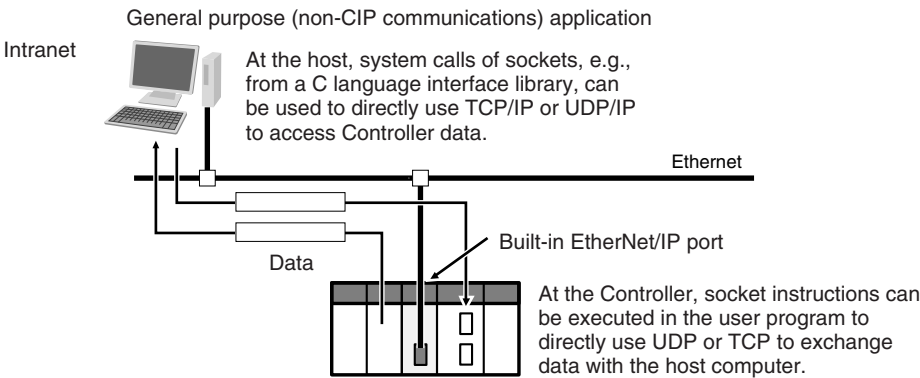 General purpose (non-CIP communications) application
Intranet
At the host, system calls of sockets, e.g.,
from a C language interface library, can
be used to directly use TCP/IP or UDP/IP
to access Controller data.
Ethernet
Built-in EtherNet/IP port
Data
At the Controller, socket instructions can
be executed in the user program to
directly use UDP or TCP to exchange
data with the host computer.